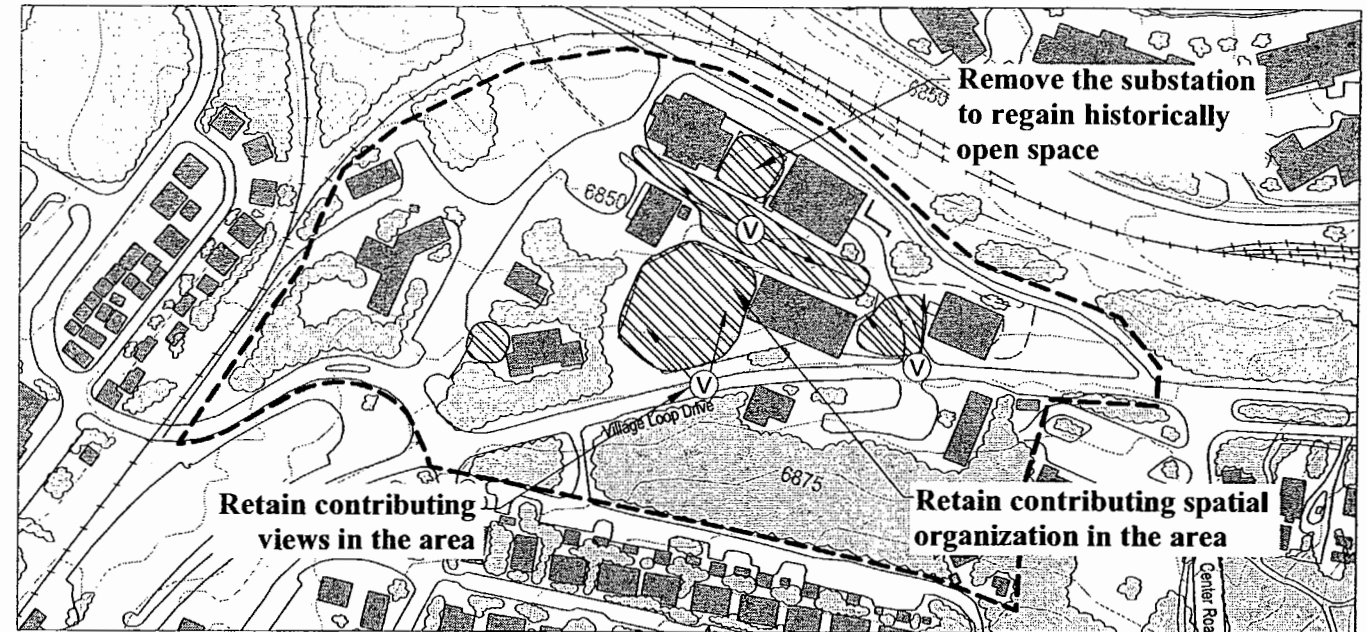 6850
Remove the substation
to regain historically
open space
6850
V
V
V
Village Loop Drive
6875
Retain contributing
views in the area
Retain contributing spatial
organization in the area
Center